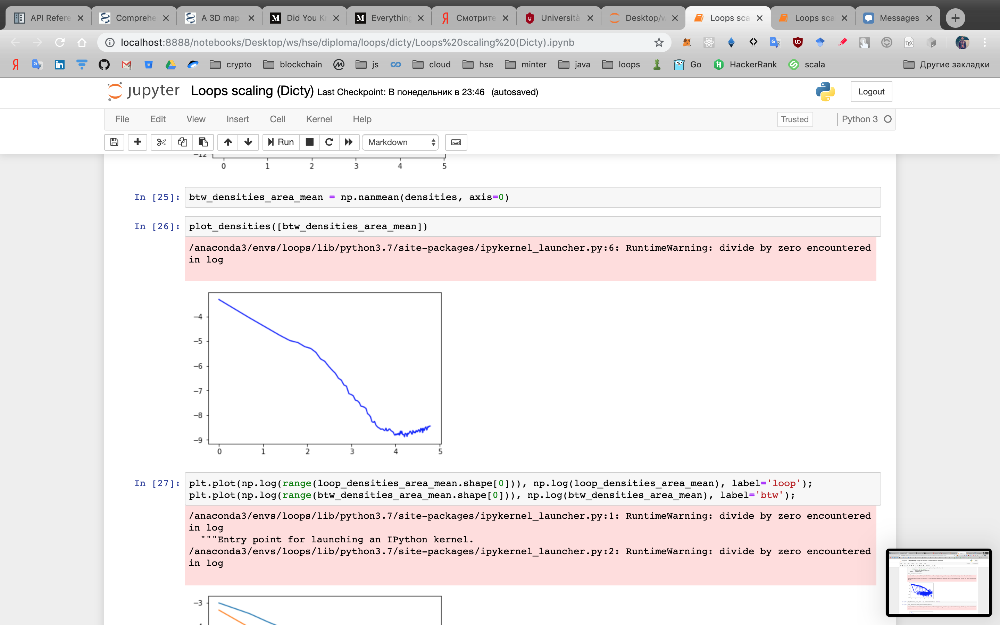 API Refere
Comprehe
A 3D map
Did You K
Everything
Смотрите
Università
Desktop/w
Loops sca
Loops sca
Messages
localhost:8888/notebooks/Desktop/ws/hse/diploma/loops/dicty/Loops%20scaling%20(Dicty).ipynb
crypto
blockchain
js
cloud
hse
minter
java
loops
Go
HackerRank
scala
Другие закладки
jupyter Loops scaling (Dicty) Last Checkpoint: В понедельник в 23:46 (autosaved)
Logout
File Edit View Insert Cell Kernel Help
Trusted
Python 3
Run
Markdown
−12
0 1 2 3 4 5
In [25]: btw_densities_area_mean = np.nanmean(densities, axis=0)
In [26]: plot_densities([btw_densities_area_mean])
/anaconda3/envs/loops/lib/python3.7/site-packages/ipykernel_launcher.py:6: RuntimeWarning: divide by zero encountered
in log
−4
−5
−6
−7
−8
−9
0 1 2 3 4 5
In [27]: plt.plot(np.log(range(loop_densities_area_mean.shape[0])), np.log(loop_densities_area_mean), label='loop');
plt.plot(np.log(range(btw_densities_area_mean.shape[0])), np.log(btw_densities_area_mean), label='btw');
/anaconda3/envs/loops/lib/python3.7/site-packages/ipykernel_launcher.py:1: RuntimeWarning: divide by zero encountered
in log
"""Entry point for launching an IPython kernel.
/anaconda3/envs/loops/lib/python3.7/site-packages/ipykernel_launcher.py:2: RuntimeWarning: divide by zero encountered
in log
−3